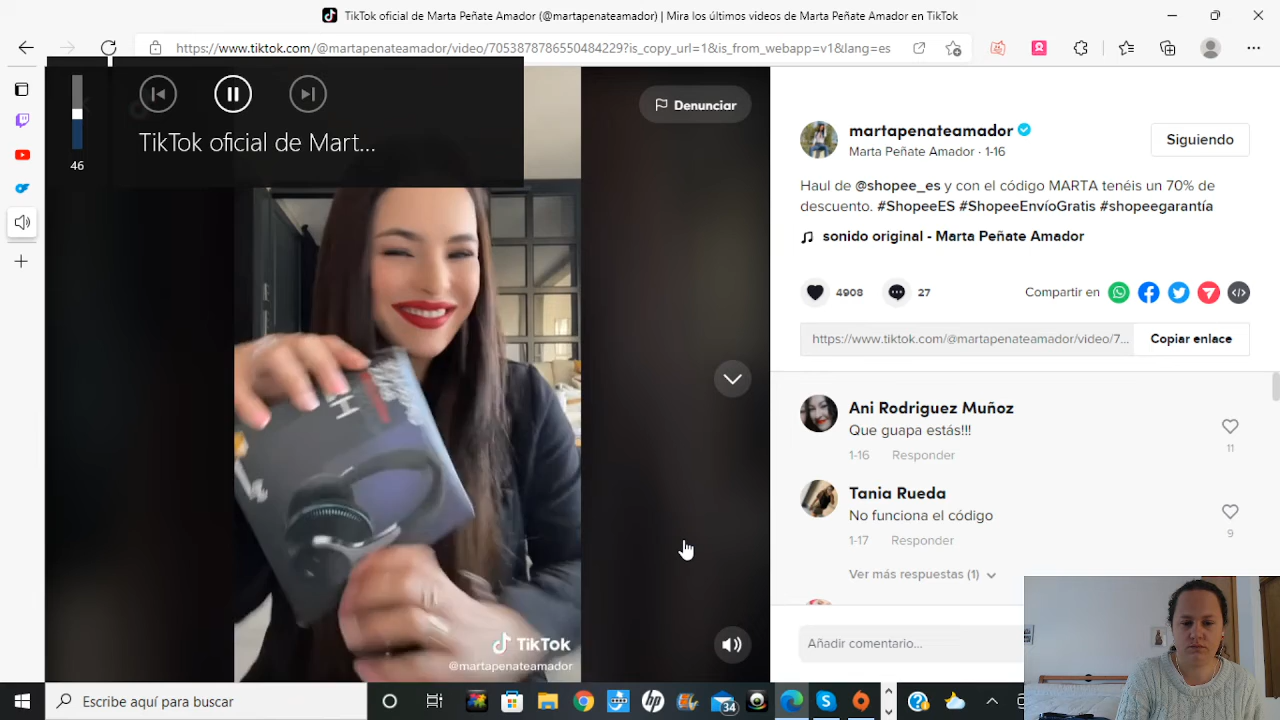 TikTok oficial de Marta Peñate Amador (@martapenateamador) | Mira los últimos videos de Marta Peñate Amador en TikTok
https://www.tiktok.com/@martapenateamador/video/7053878786550484229?is_copy_url=1&is_from_webapp=v1&lang=es
46
TikTok oficial de Mart...
Denunciar
TikTok
@martapenateamador
martapenateamador
Marta Peñate Amador · 1-16
Siguiendo
Haul de @shopee_es y con el código MARTA tenéis un 70% de
descuento. #ShopeeES #ShopeeEnvíoGratis #shopeegarantía
sonido original - Marta Peñate Amador
4908
27
Compartir en
https://www.tiktok.com/@martapenateamador/video/7...
Copiar enlace
Ani Rodriguez Muñoz
Que guapa estás!!!
1-16 Responder
11
Tania Rueda
No funciona el código
1-17 Responder
9
Ver más respuestas (1)
Añadir comentario...
Escribe aquí para buscar
34